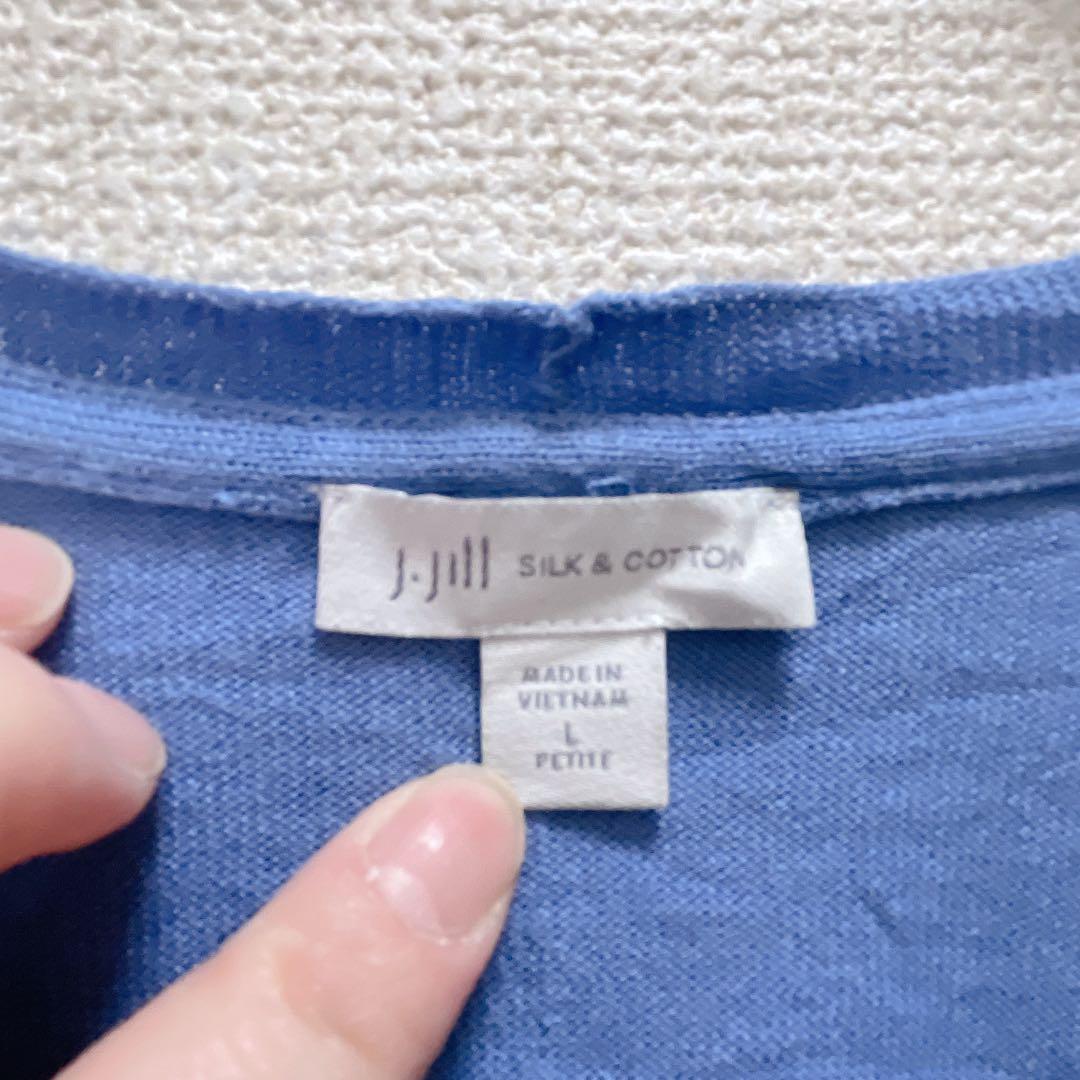 J.Jill SILK & COTTON
MADE IN
VIETNAM
L
PETITE